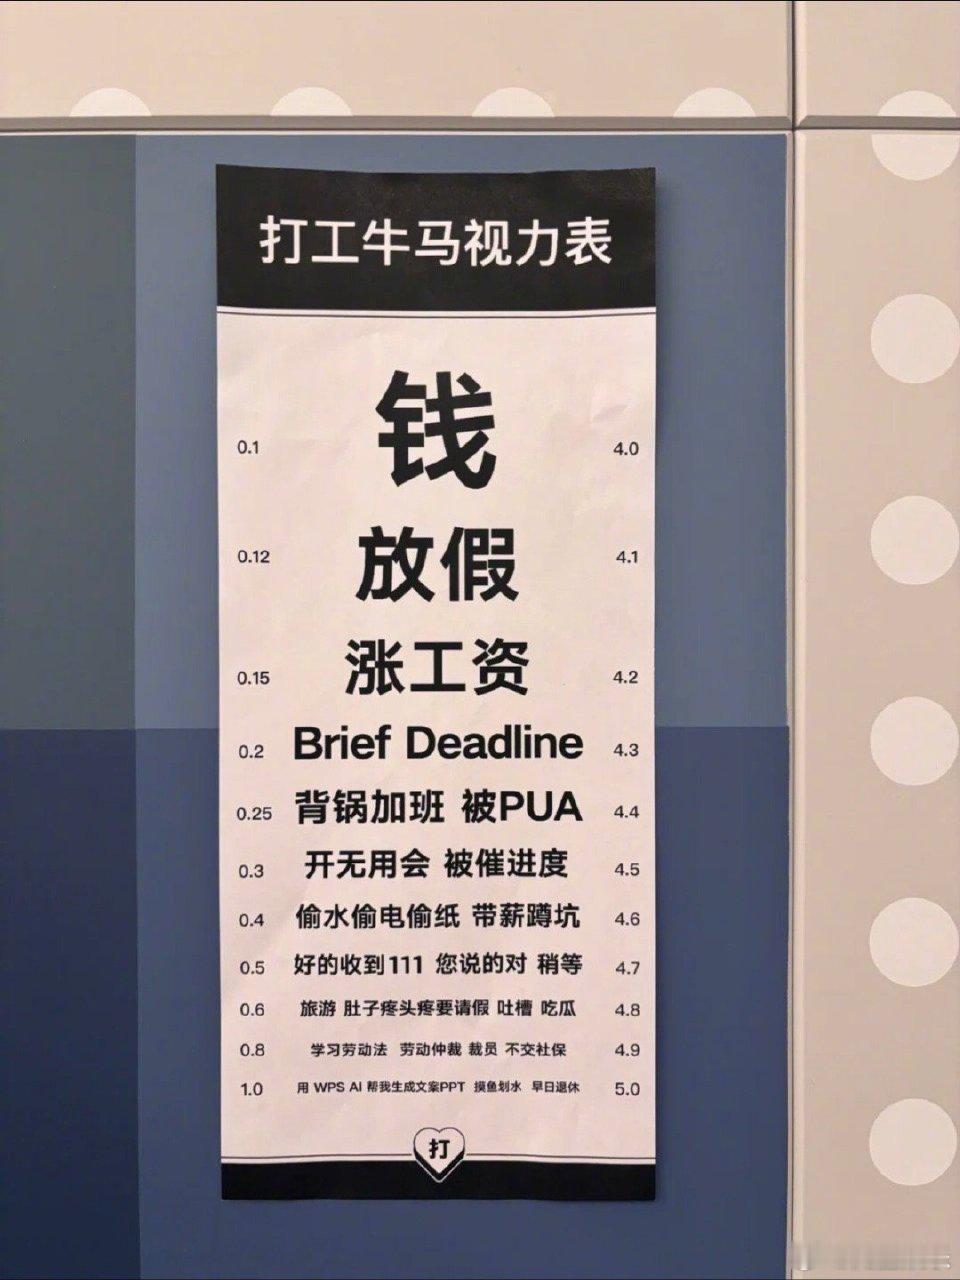 打工牛马视力表
0.1 钱 4.0
0.12 放假 4.1
0.15 涨工资 4.2
0.2 Brief Deadline 4.3
0.25 背锅加班 被PUA 4.4
0.3 开无用会 被催进度 4.5
0.4 偷水偷电偷纸 带薪蹲坑 4.6
0.5 好的收到111 您说的对 稍等 4.7
0.6 旅游 肚子疼头疼要请假 吐槽 吃瓜 4.8
0.8 学习劳动法 劳动仲裁 裁员 不交社保 4.9
1.0 用 WPS AI 帮我生成文案PPT 摸鱼划水 早日退休 5.0
打